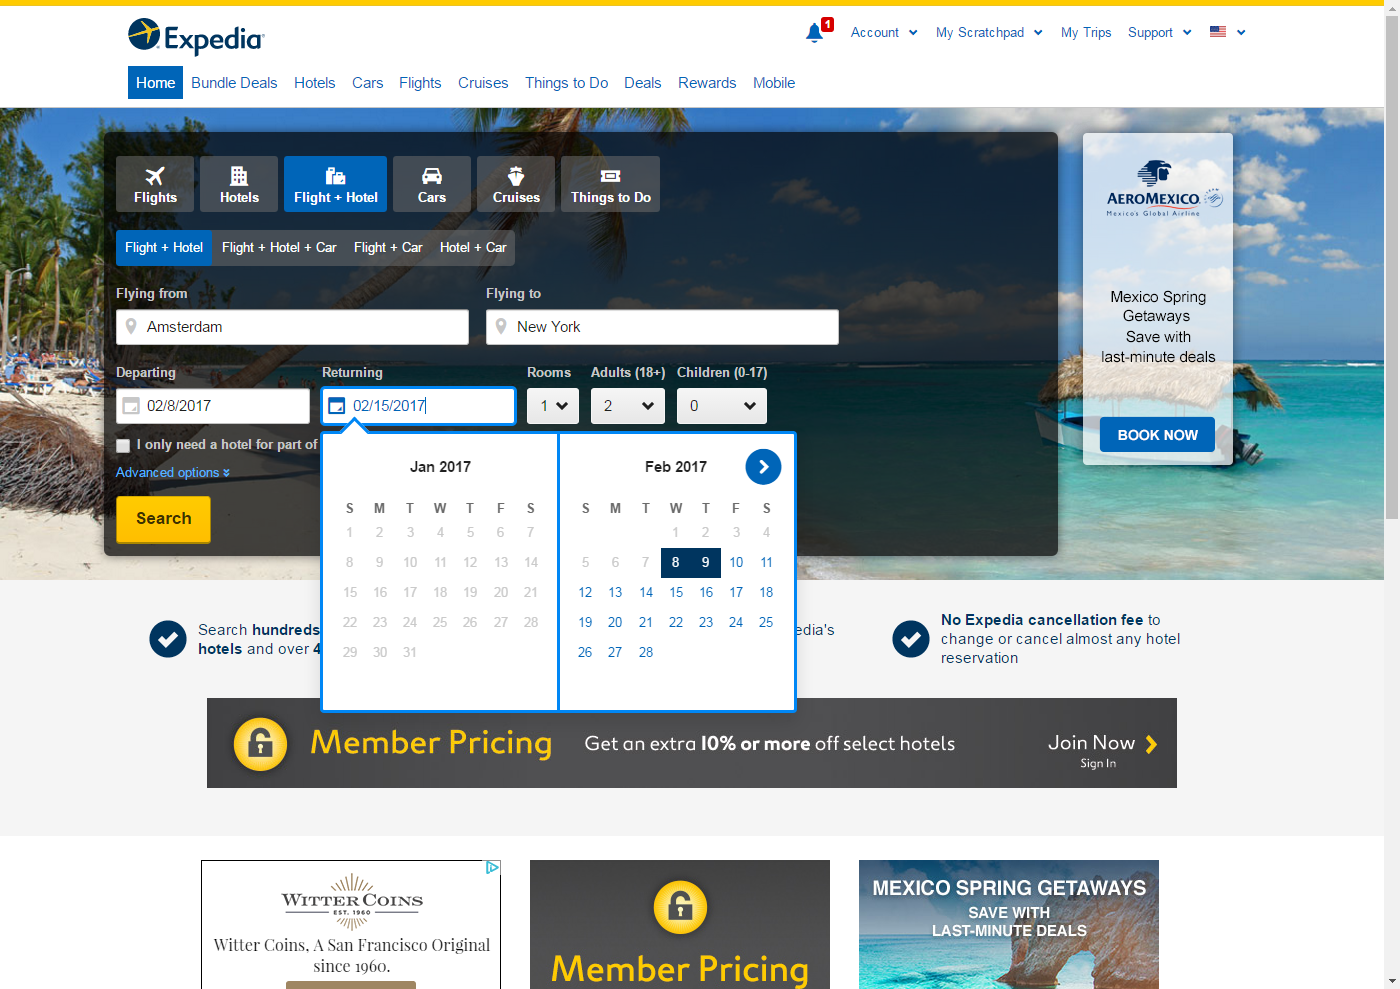 Expedia
1
Account
My Scratchpad
My Trips
Support
Home
Bundle Deals
Hotels
Cars
Flights
Cruises
Things to Do
Deals
Rewards
Mobile
Flights
Hotels
Flight + Hotel
Cars
Cruises
Things to Do
Flight + Hotel
Flight + Hotel + Car
Flight + Car
Hotel + Car
Flying from
Flying to
Amsterdam
New York
Departing
Returning
Rooms
Adults (18+)
Children (0-17)
02/8/2017
02/15/2017
1
2
0
I only need a hotel for part of
Advanced options
Search
Jan 2017
S M T W T F S
1 2 3 4 5 6 7
8 9 10 11 12 13 14
15 16 17 18 19 20 21
22 23 24 25 26 27 28
29 30 31
Feb 2017
S M T W T F S
1 2 3 4
5 6 7 8 9 10 11
12 13 14 15 16 17 18
19 20 21 22 23 24 25
26 27 28
AEROMEXICO
Mexico's Global Airline
Mexico Spring
Getaways
Save with
last-minute deals
BOOK NOW
Search hundreds
hotels and over 4
edia's
No Expedia cancellation fee to
change or cancel almost any hotel
reservation
Member Pricing
Get an extra 10% or more off select hotels
Join Now
Sign In
WITTER COINS
EST. 1960
Witter Coins, A San Francisco Original
since 1960.
Member Pricing
MEXICO SPRING GETAWAYS
SAVE WITH
LAST-MINUTE DEALS